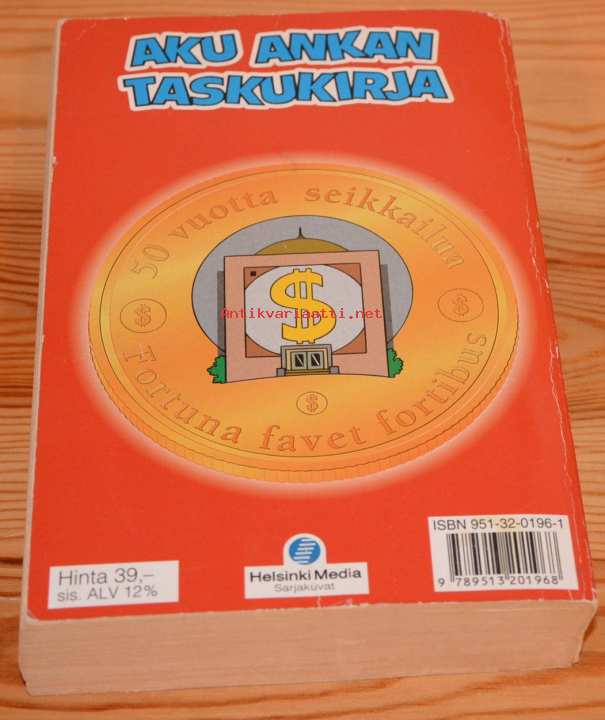 AKU ANKAN
TASKUKIRJA
50 vuotta seikkailua
$
Antikvariaatti.net
$
$
$
Fortuna favet fortibus
ISBN 951-32-0196-1
9 789513 201968
Hinta 39,–
sis. ALV 12%
Helsinki Media
Sarjakuvat